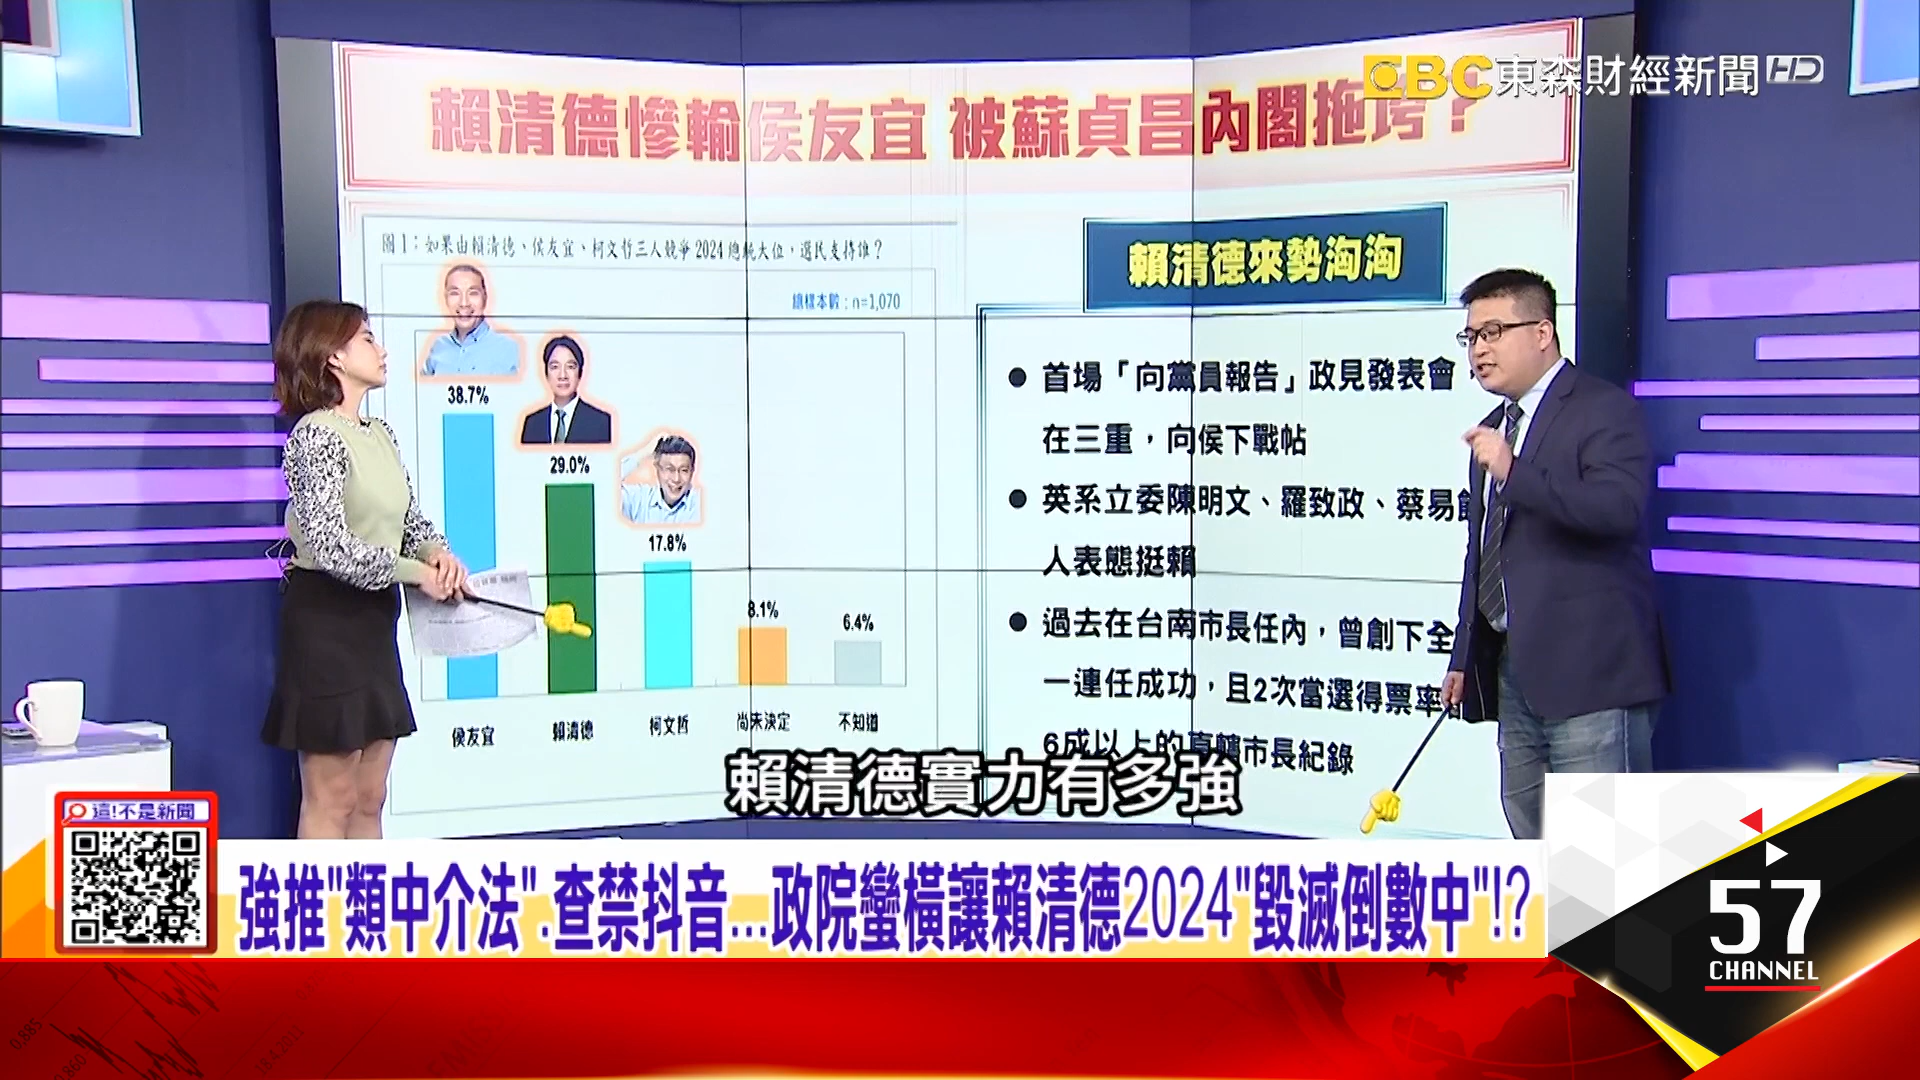 EBC 東森財經新聞 HD
賴清德慘輸侯友宜 被蘇貞昌內閣拖垮?
圖1:如果由賴清德、侯友宜、柯文哲三人競爭2024總統大位,選民支持誰?
總樣本數:n=1,070
38.7%
29.0%
17.8%
8.1%
6.4%
侯友宜
賴清德
柯文哲
尚未決定
不知道
賴清德來勢洶洶
● 首場「向黨員報告」政見發表會,
在三重,向侯下戰帖
● 英系立委陳明文、羅致政、蔡易
人表態挺賴
● 過去在台南市長任內,曾創下全
一連任成功,且2次當選得票率
6成以上的直轄市長紀錄
賴清德實力有多強
這!不是新聞
強推"類中介法".查禁抖音...政院蠻橫讓賴清德2024"毀滅倒數中"!?
57
CHANNEL